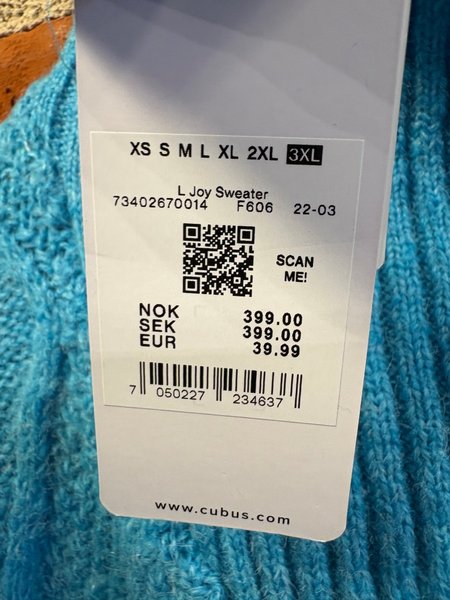 XS S M L XL 2XL 3XL
L Joy Sweater
73402670014 F606 22-03
SCAN
ME!
NOK 399.00
SEK 399.00
EUR 39.99
7 050227 234637
www.cubus.com